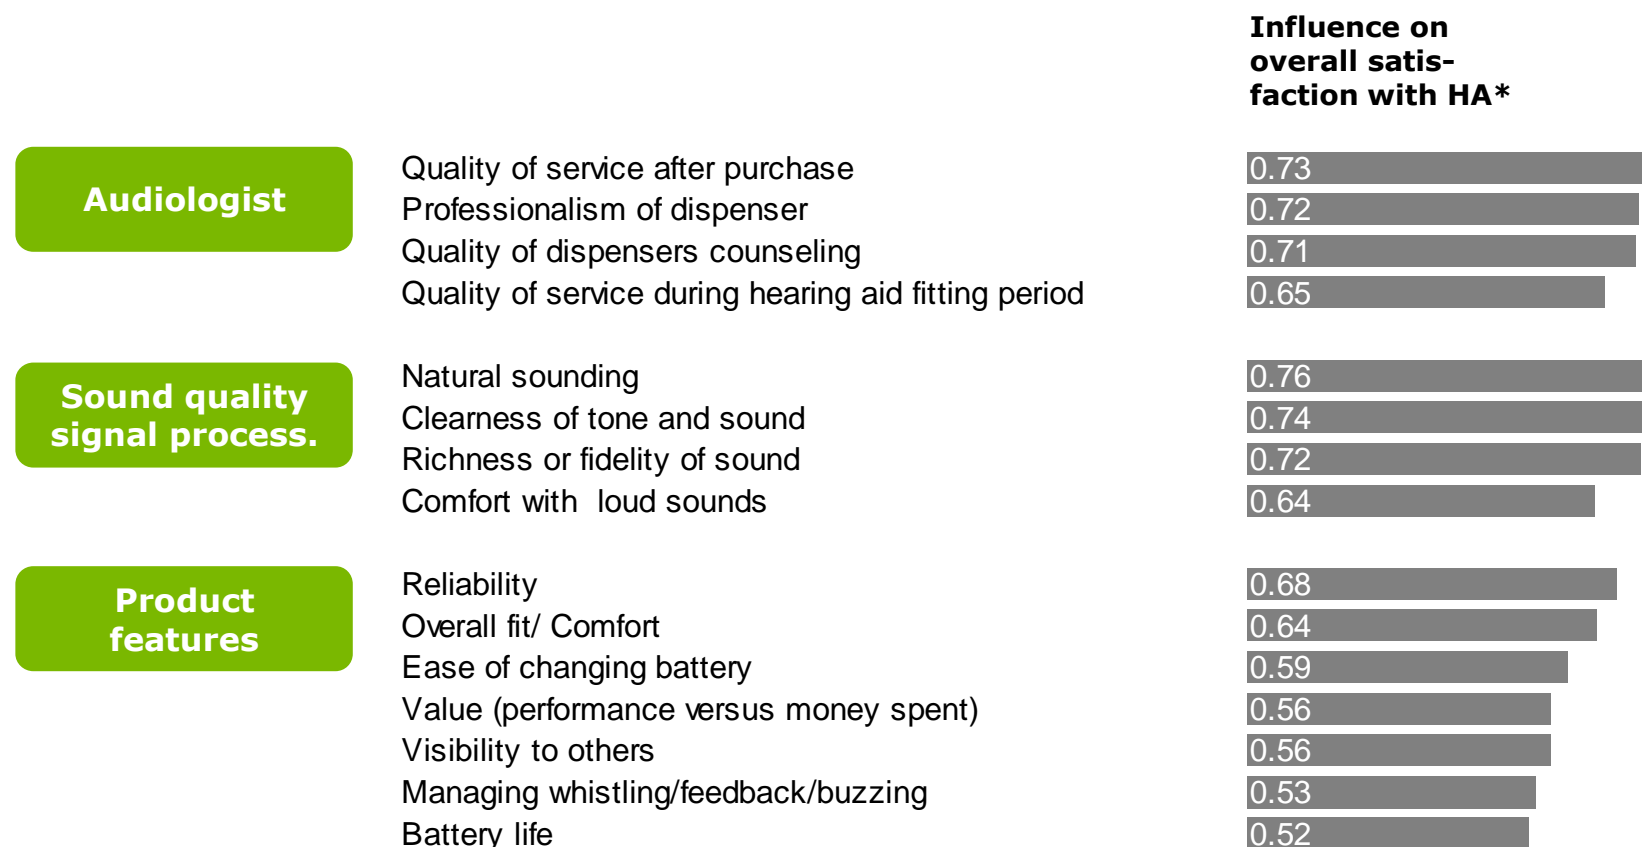 Influence on
overall satis-
faction with HA*
Audiologist
Quality of service after purchase 0.73
Professionalism of dispenser 0.72
Quality of dispensers counseling 0.71
Quality of service during hearing aid fitting period 0.65
Sound quality
signal process.
Natural sounding 0.76
Clearness of tone and sound 0.74
Richness or fidelity of sound 0.72
Comfort with loud sounds 0.64
Product
features
Reliability 0.68
Overall fit/ Comfort 0.64
Ease of changing battery 0.59
Value (performance versus money spent) 0.56
Visibility to others 0.56
Managing whistling/feedback/buzzing 0.53
Battery life 0.52